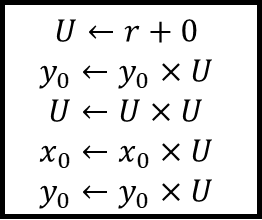 U ← r + 0
y₀ ← y₀ × U
U ← U × U
x₀ ← x₀ × U
y₀ ← y₀ × U